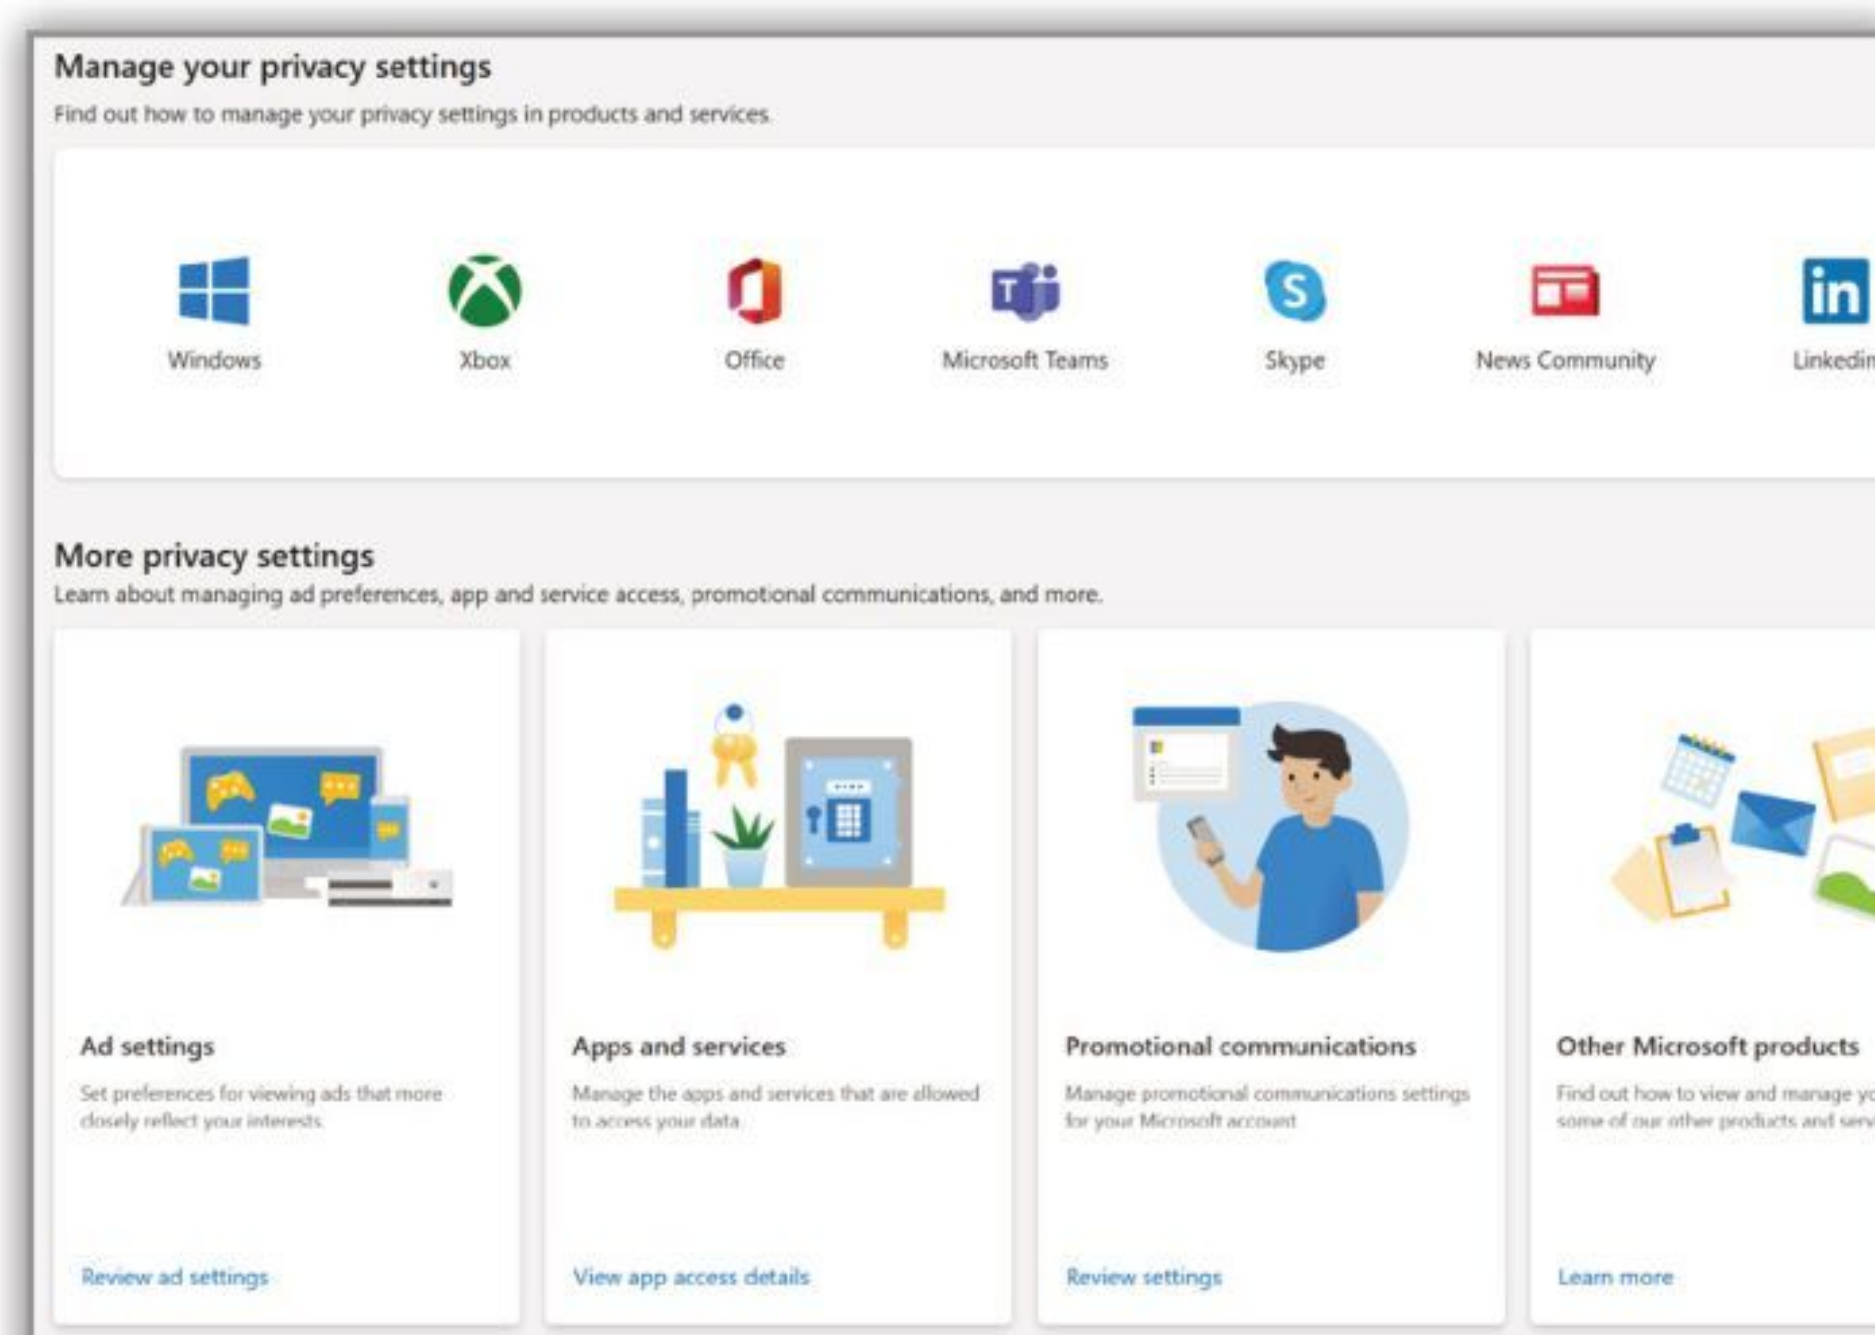 Manage your privacy settings
Find out how to manage your privacy settings in products and services.
Windows
Xbox
Office
Microsoft Teams
Skype
News Community
in
Linkedin
T
S
More privacy settings
Learn about managing ad preferences, app and service access, promotional communications, and more.
Ad settings
Set preferences for viewing ads that more
closely reflect your interests.
Review ad settings
Apps and services
Manage the apps and services that are allowed
to access your data
View app access details
Promotional communications
Manage promotional communications settings
for your Microsoft account
Review settings
Other Microsoft products
Find out how to view and manage yo
some of our other products and servi
Learn more